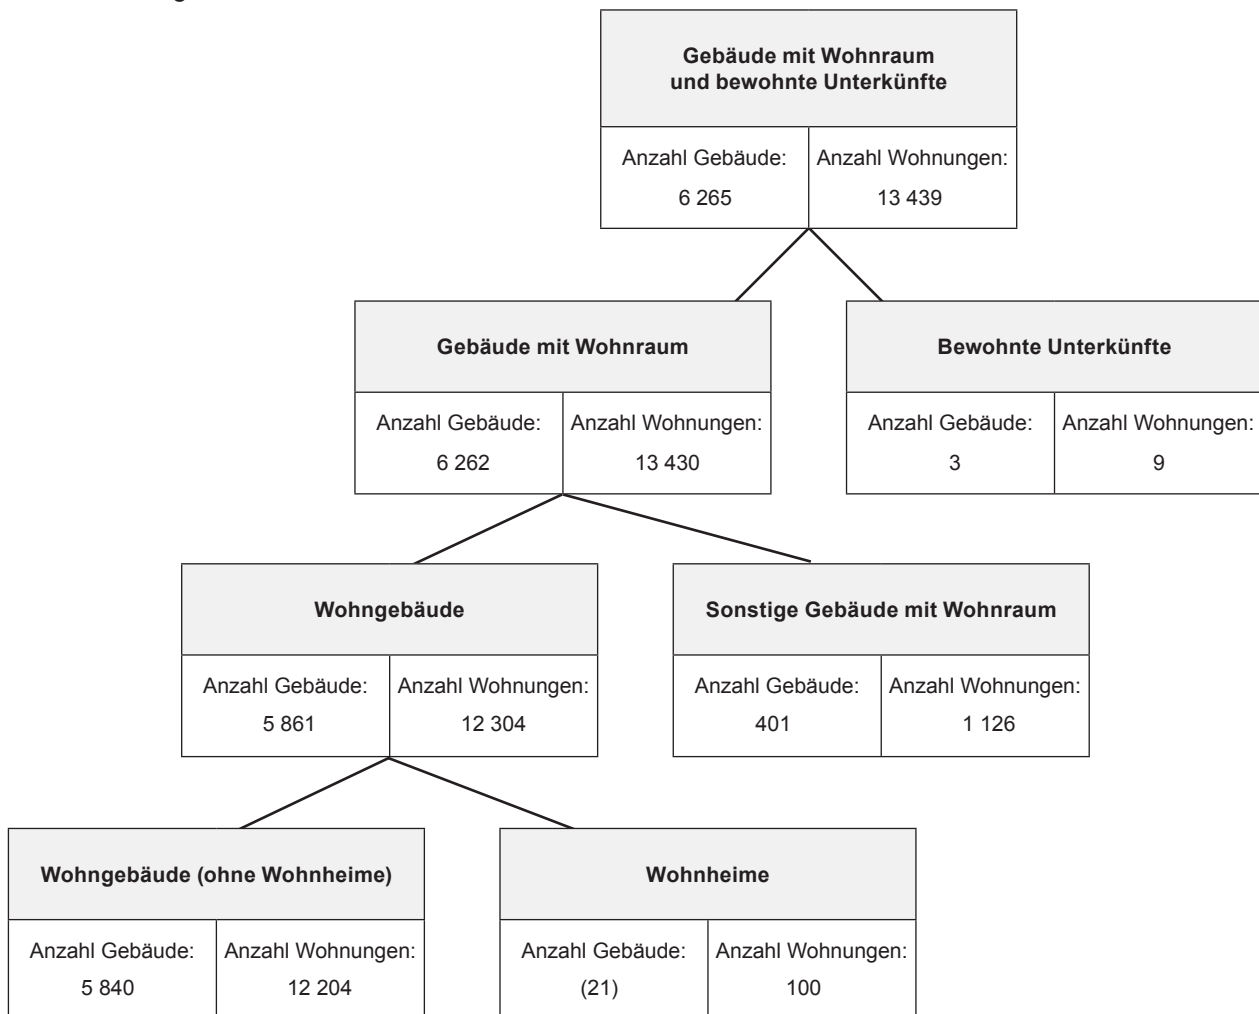 Gebäude mit Wohnraum
und bewohnte Unterkünfte
Anzahl Gebäude: Anzahl Wohnungen:
6 265 13 439
Gebäude mit Wohnraum Bewohnte Unterkünfte
Anzahl Gebäude: Anzahl Wohnungen: Anzahl Gebäude: Anzahl Wohnungen:
6 262 13 430 3 9
Wohngebäude Sonstige Gebäude mit Wohnraum
Anzahl Gebäude: Anzahl Wohnungen: Anzahl Gebäude: Anzahl Wohnungen:
5 861 12 304 401 1 126
Wohngebäude (ohne Wohnheime) Wohnheime
Anzahl Gebäude: Anzahl Wohnungen: Anzahl Gebäude: Anzahl Wohnungen:
5 840 12 204 (21) 100